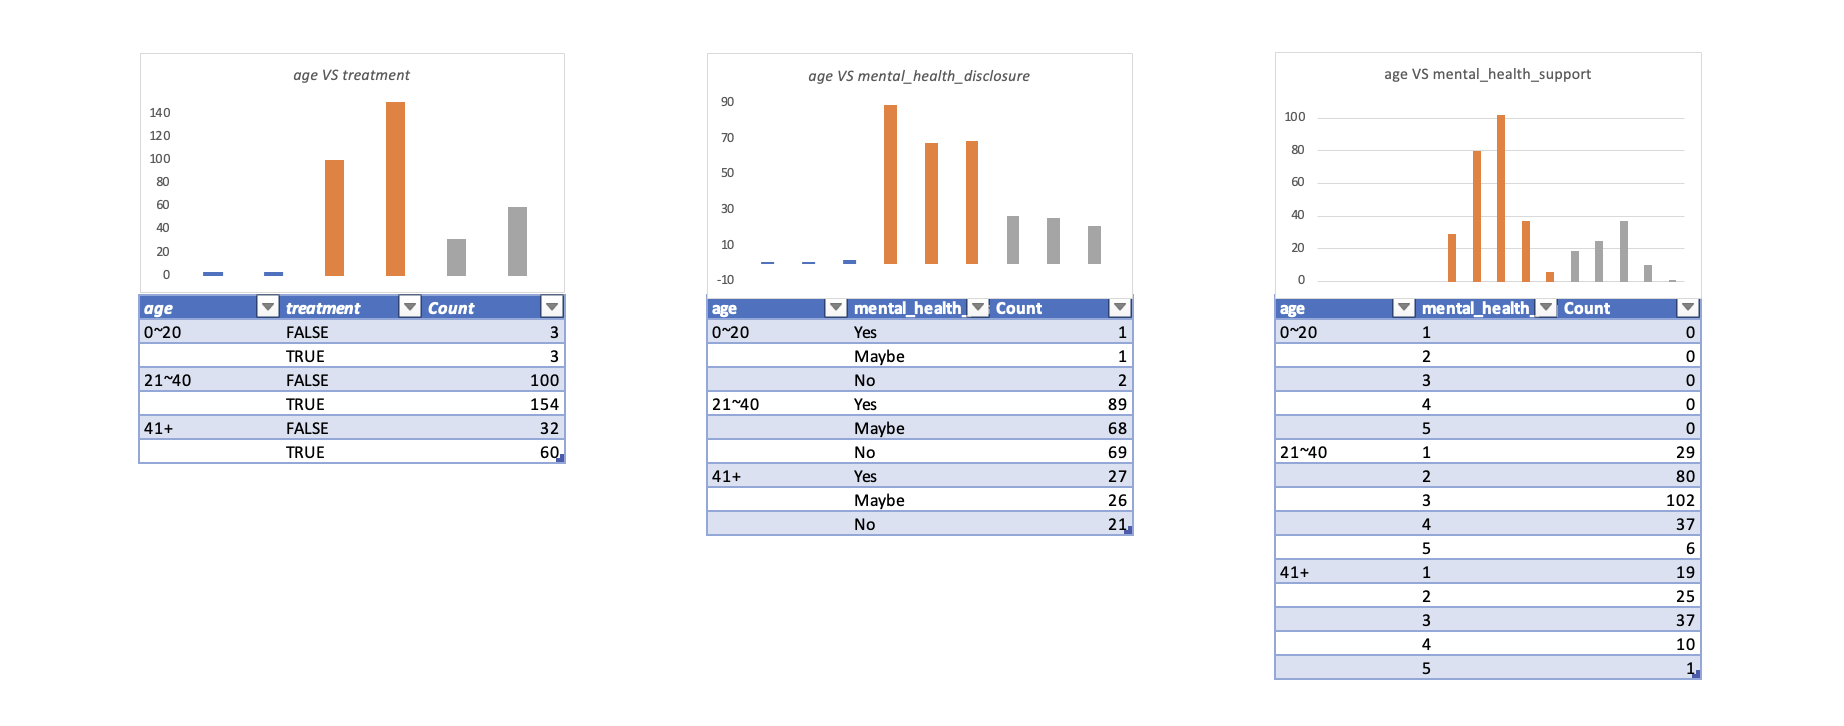 age VS treatment
140
120
100
80
60
40
20
0
age treatment Count
0~20 FALSE 3
TRUE 3
21~40 FALSE 100
TRUE 154
41+ FALSE 32
TRUE 60
age VS mental_health_disclosure
90
70
50
30
10
-10
age mental_health_ Count
0~20 Yes 1
Maybe 1
No 2
21~40 Yes 89
Maybe 68
No 69
41+ Yes 27
Maybe 26
No 21
age VS mental_health_support
100
80
60
40
20
0
age mental_health_ Count
0~20 1 0
2 0
3 0
4 0
5 0
21~40 1 29
2 80
3 102
4 37
5 6
41+ 1 19
2 25
3 37
4 10
5 1